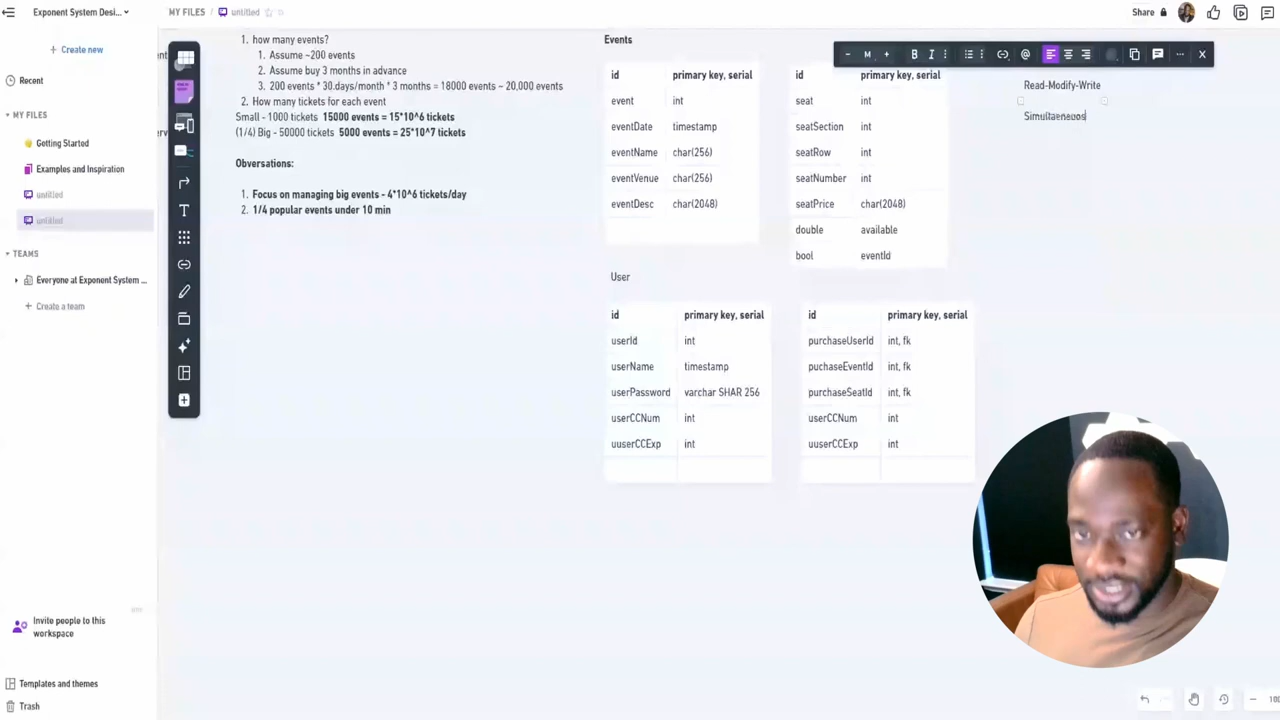 Exponent System Desi...
MY FILES / untitled
Share
+ Create new
Recent
MY FILES
Getting Started
Examples and Inspiration
untitled
untitled
TEAMS
Everyone at Exponent System ...
+ Create a team
Invite people to this
workspace
Templates and themes
Trash
1. how many events?
1. Assume ~200 events
2. Assume buy 3 months in advance
3. 200 events * 30.days/month * 3 months = 18000 events ~ 20,000 events
2. How many tickets for each event
Small - 1000 tickets 15000 events = 15*10^6 tickets
(1/4) Big - 50000 tickets 5000 events = 25*10^7 tickets
Obversations:
1. Focus on managing big events - 4*10^6 tickets/day
2. 1/4 popular events under 10 min
Events
id primary key, serial
event int
eventDate timestamp
eventName char(256)
eventVenue char(256)
eventDesc char(2048)
id primary key, serial
seat int
seatSection int
seatRow int
seatNumber int
seatPrice char(2048)
double available
bool eventId
User
id primary key, serial
userId int
userName timestamp
userPassword varchar SHAR 256
userCCNum int
uuserCCExp int
id primary key, serial
purchaseUserId int, fk
puchaseEventId int, fk
purchaseSeatId int, fk
userCCNum int
uuserCCExp int
− M + B I @
Read-Modify-Write
Simultaeneuos